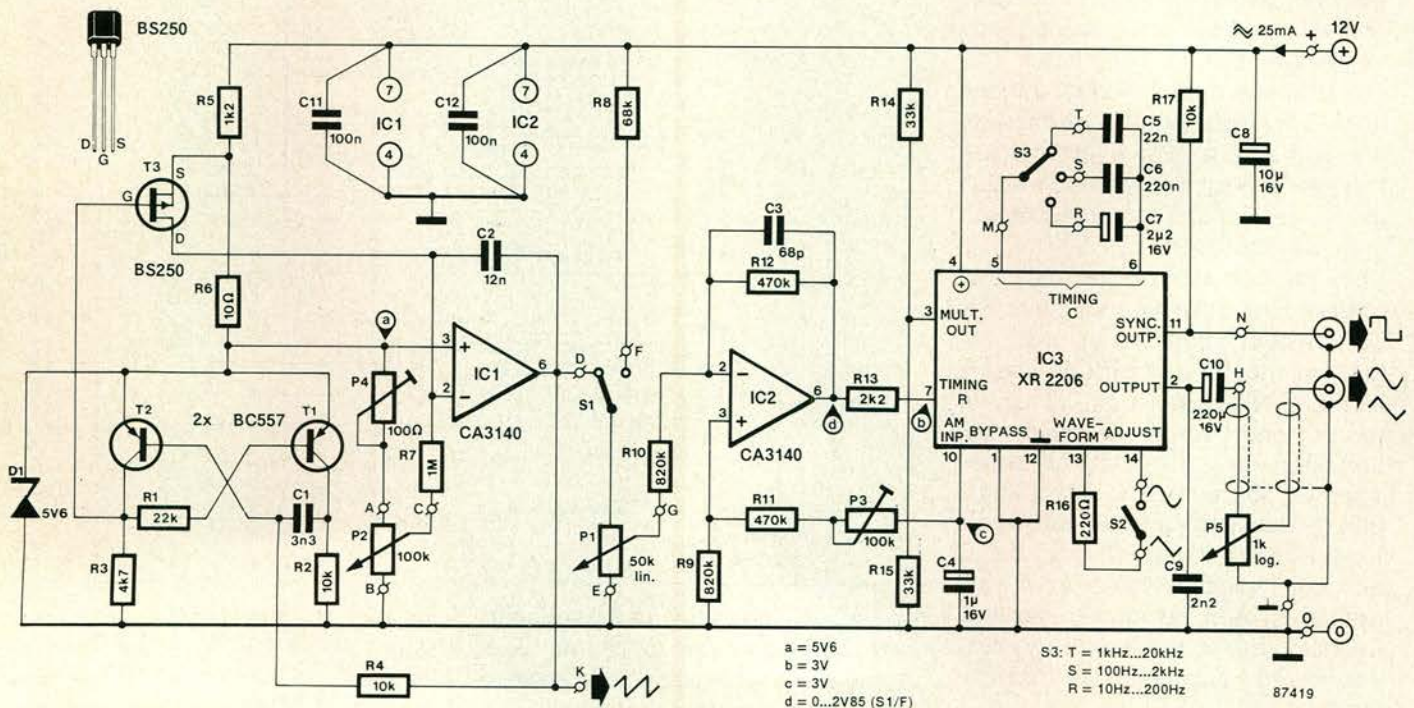 BS250
D
G
S
T3
G
S
D
BS250
R5
1k2
R6
10Ω
C11
100n
7
IC1
4
C12
100n
7
IC2
4
R8
68k
C2
12n
a
P4
100Ω
3
+
2
−
IC1
6
CA3140
R7
1M
D
F
S1
T2
2x BC557
T1
D1
5V6
R1
22k
C1
3n3
R3
4k7
R2
10k
A
C
P2
100k
B
R4
10k
K
R10
820k
G
P1
50k
lin.
E
C3
68p
R12
470k
2
−
3
+
IC2
6
CA3140
d
R13
2k2
b
R11
470k
P3
100k
R9
820k
c
C4
1µ
16V
R14
33k
R15
33k
S3
T
C5
22n
S
C6
220n
R
C7
2µ2
16V
M
R17
10k
C8
10µ
16V
≈ 25mA
+
12V
+
4
5
6
+
TIMING
C
3
MULT.
OUT
SYNC.
OUTP.
11
N
IC3
XR 2206
7
TIMING
R
OUTPUT
2
AM
INP.
BYPASS
WAVE-
FORM
ADJUST
10
1
12
13
14
R16
220Ω
S2
C9
2n2
C10
220µ
16V
H
P5
1k
log.
⊥
0
0
a = 5V6
b = 3V
c = 3V
d = 0...2V85 (S1/F)
S3: T = 1kHz...20kHz
S = 100Hz...2kHz
R = 10Hz...200Hz
87419